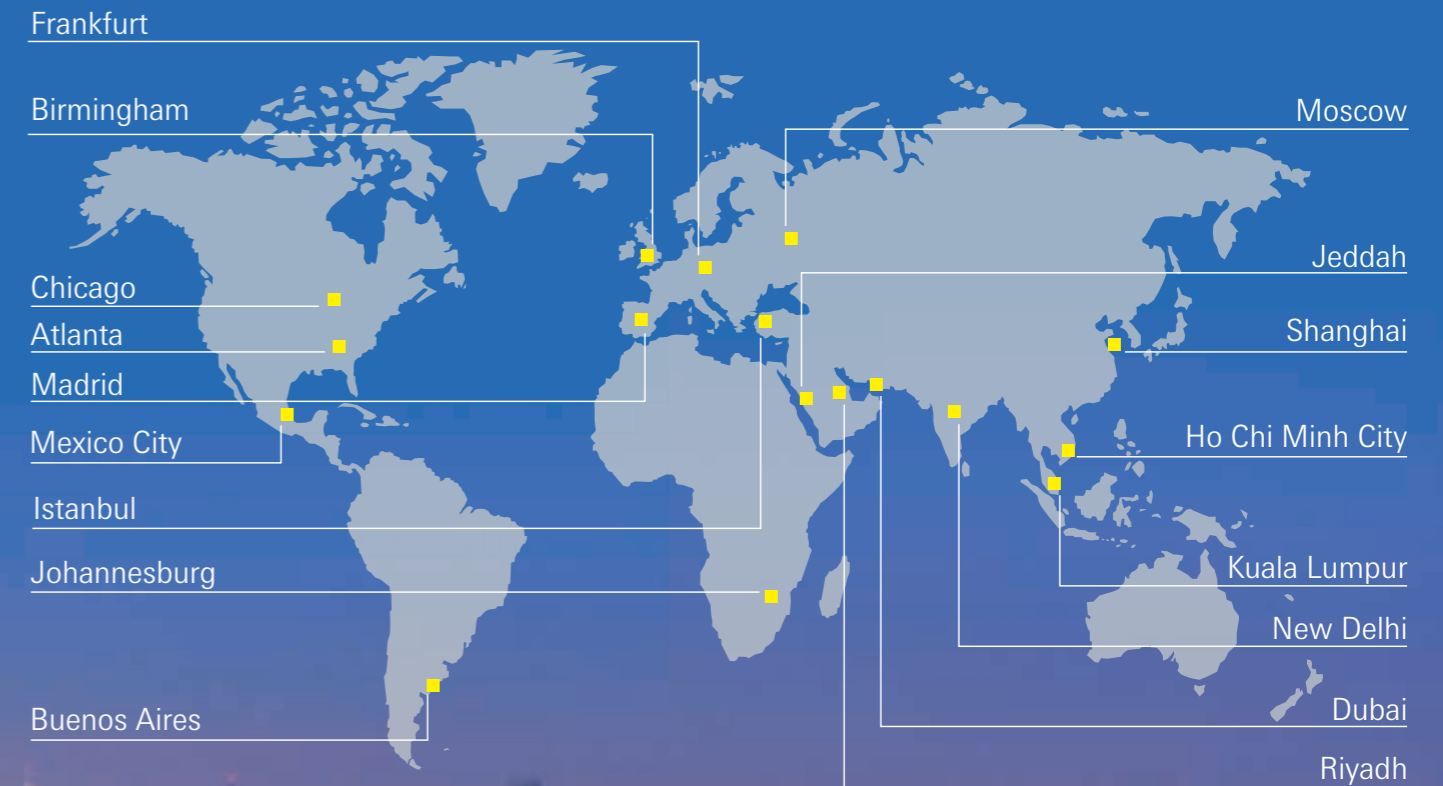 Frankfurt
Birmingham
Chicago
Atlanta
Madrid
Mexico City
Istanbul
Johannesburg
Buenos Aires
Moscow
Jeddah
Shanghai
Ho Chi Minh City
Kuala Lumpur
New Delhi
Dubai
Riyadh